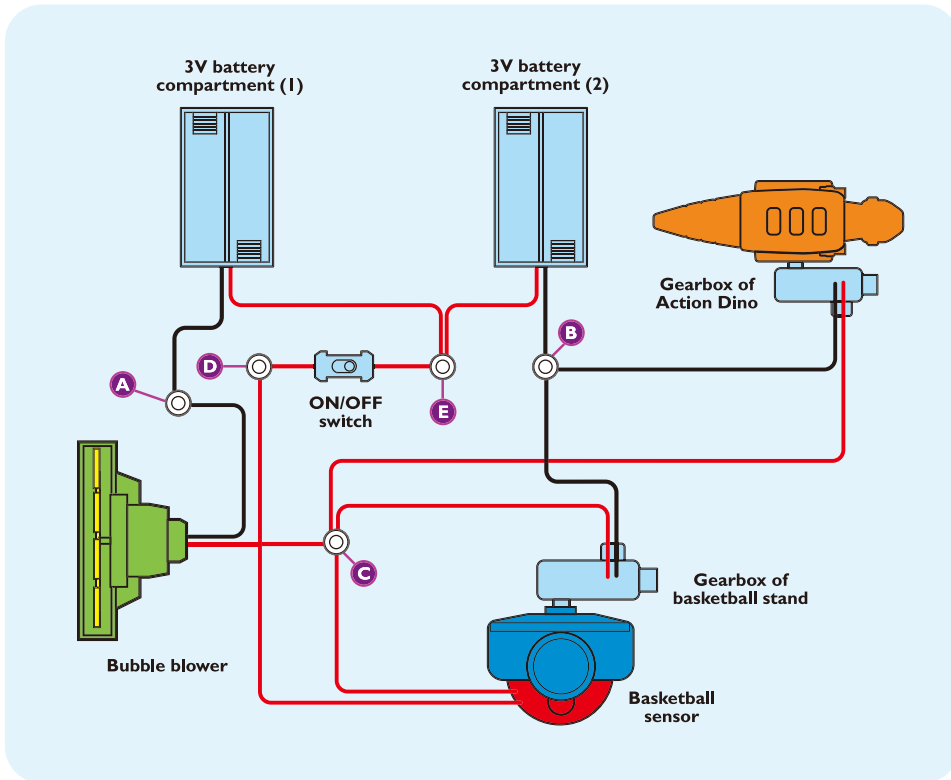 3V battery
compartment (1)
3V battery
compartment (2)
Gearbox of
Action Dino
B
D
A
ON/OFF
switch
E
C
Gearbox of
basketball stand
Bubble blower
Basketball
sensor